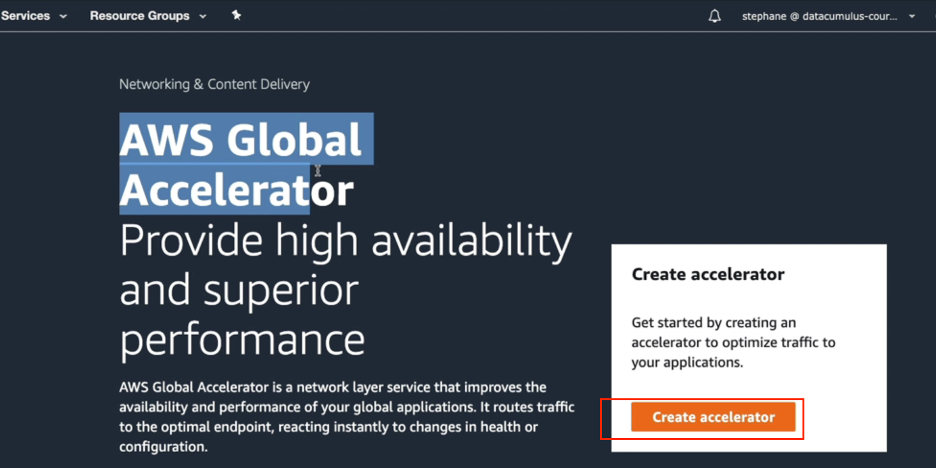 Services Resource Groups stephane @ datacumulus-cour...
Networking & Content Delivery
AWS Global
Accelerator
Provide high availability
and superior
performance
AWS Global Accelerator is a network layer service that improves the
availability and performance of your global applications. It routes traffic
to the optimal endpoint, reacting instantly to changes in health or
configuration.
Create accelerator
Get started by creating an
accelerator to optimize traffic to
your applications.
Create accelerator